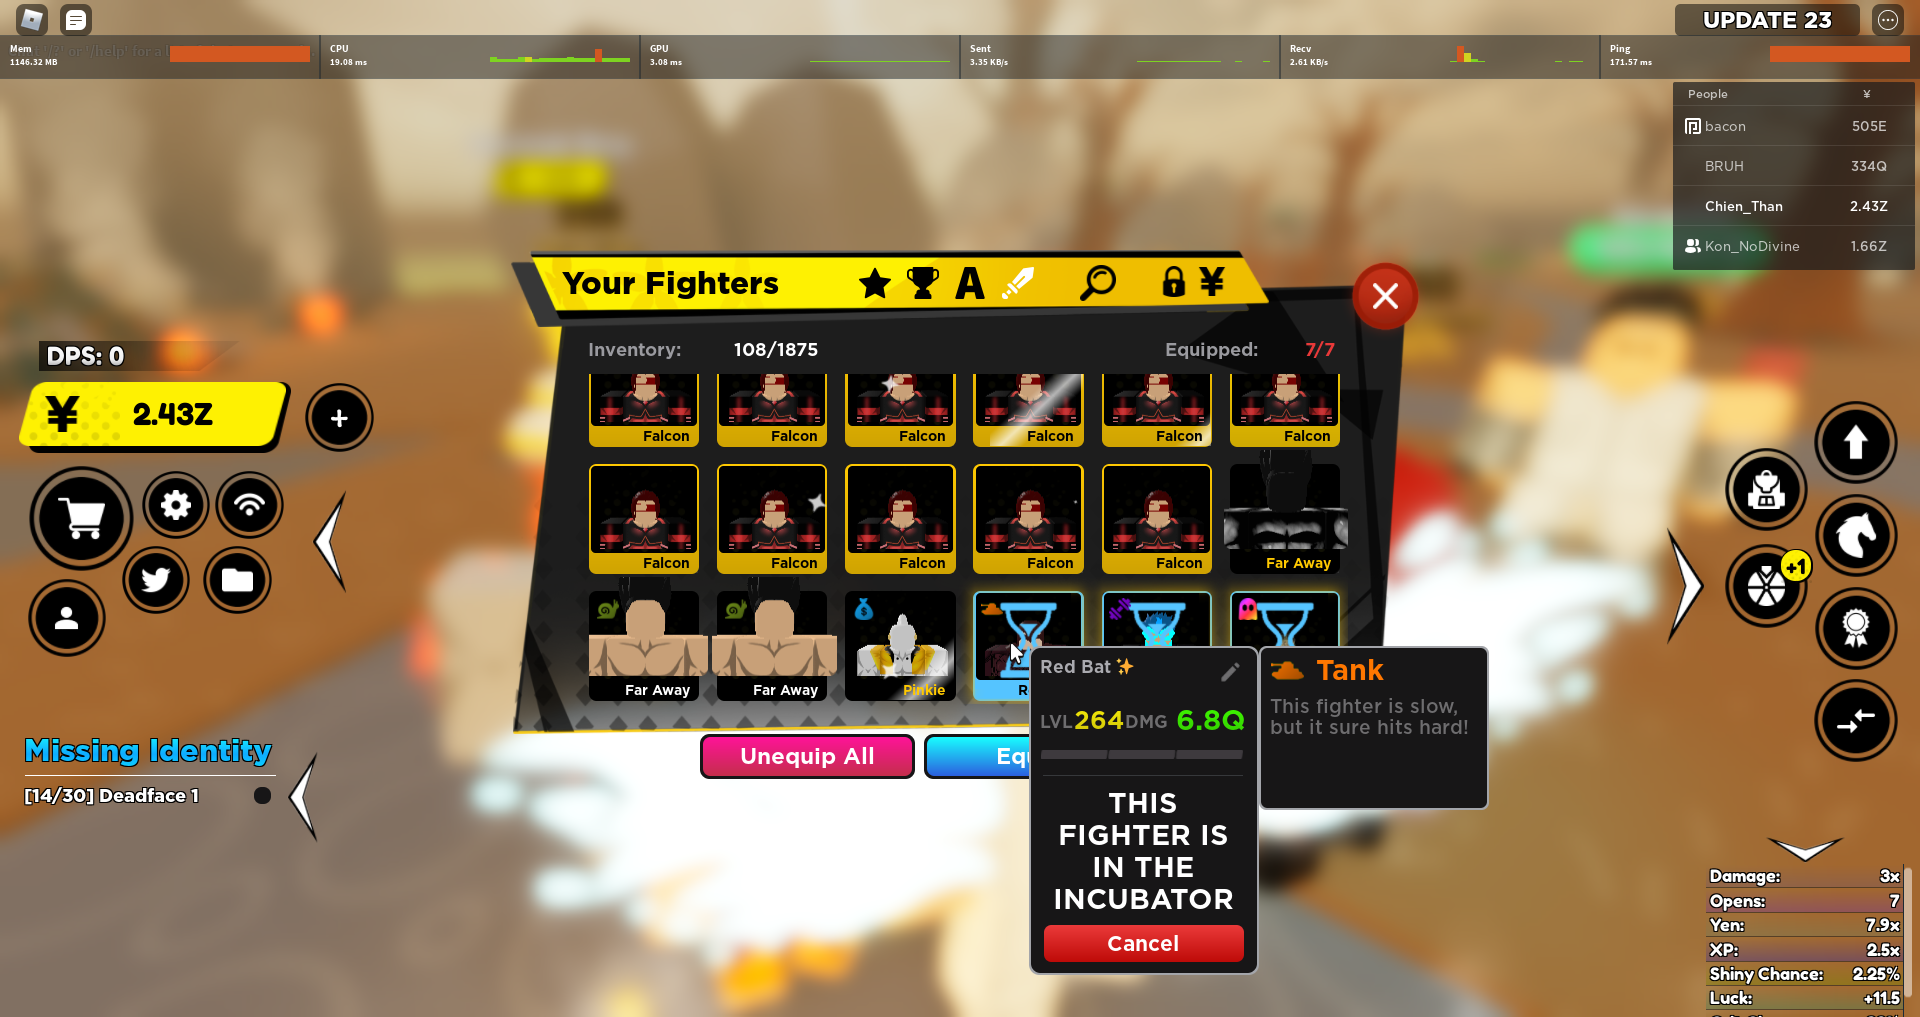 UPDATE 23
Mem
1146.32 MB
CPU
19.08 ms
GPU
3.08 ms
Sent
3.35 KB/s
Recv
2.61 KB/s
Ping
171.57 ms
People ¥
bacon 505E
BRUH 334Q
Chien_Than 2.43Z
Kon_NoDivine 1.66Z
Your Fighters A ¥
Inventory: 108/1875 Equipped: 7/7
DPS: 0
¥ 2.43Z +
Falcon Falcon Falcon Falcon Falcon Falcon
Falcon Falcon Falcon Falcon Falcon Far Away
Far Away Far Away Pinkie
+1
Red Bat
LVL 264 DMG 6.8Q
THIS
FIGHTER IS
IN THE
INCUBATOR
Cancel
Tank
This fighter is slow,
but it sure hits hard!
Unequip All
Missing Identity
[14/30] Deadface 1
Damage: 3x
Opens: 7
Yen: 7.9x
XP: 2.5x
Shiny Chance: 2.25%
Luck: +11.5